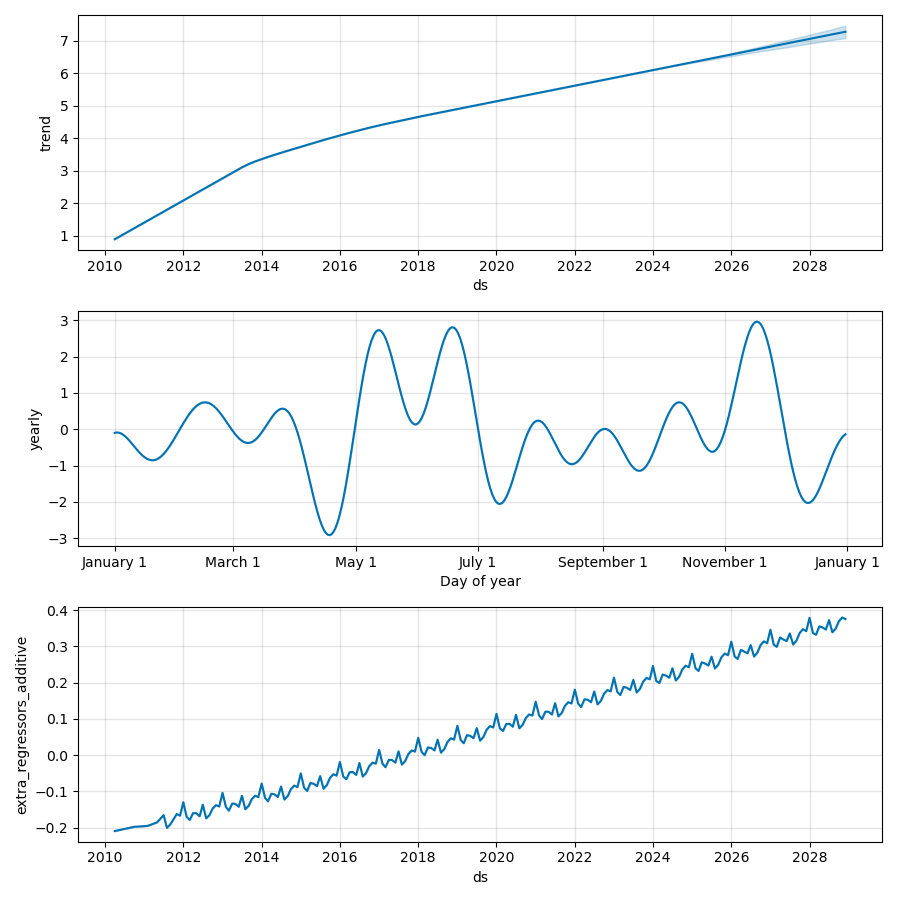 7
6
5
4
3
2
1
trend
2010 2012 2014 2016 2018 2020 2022 2024 2026 2028
ds
3
2
1
0
−1
−2
−3
yearly
January 1 March 1 May 1 July 1 September 1 November 1 January 1
Day of year
0.4
0.3
0.2
0.1
0.0
−0.1
−0.2
extra_regressors_additive
2010 2012 2014 2016 2018 2020 2022 2024 2026 2028
ds